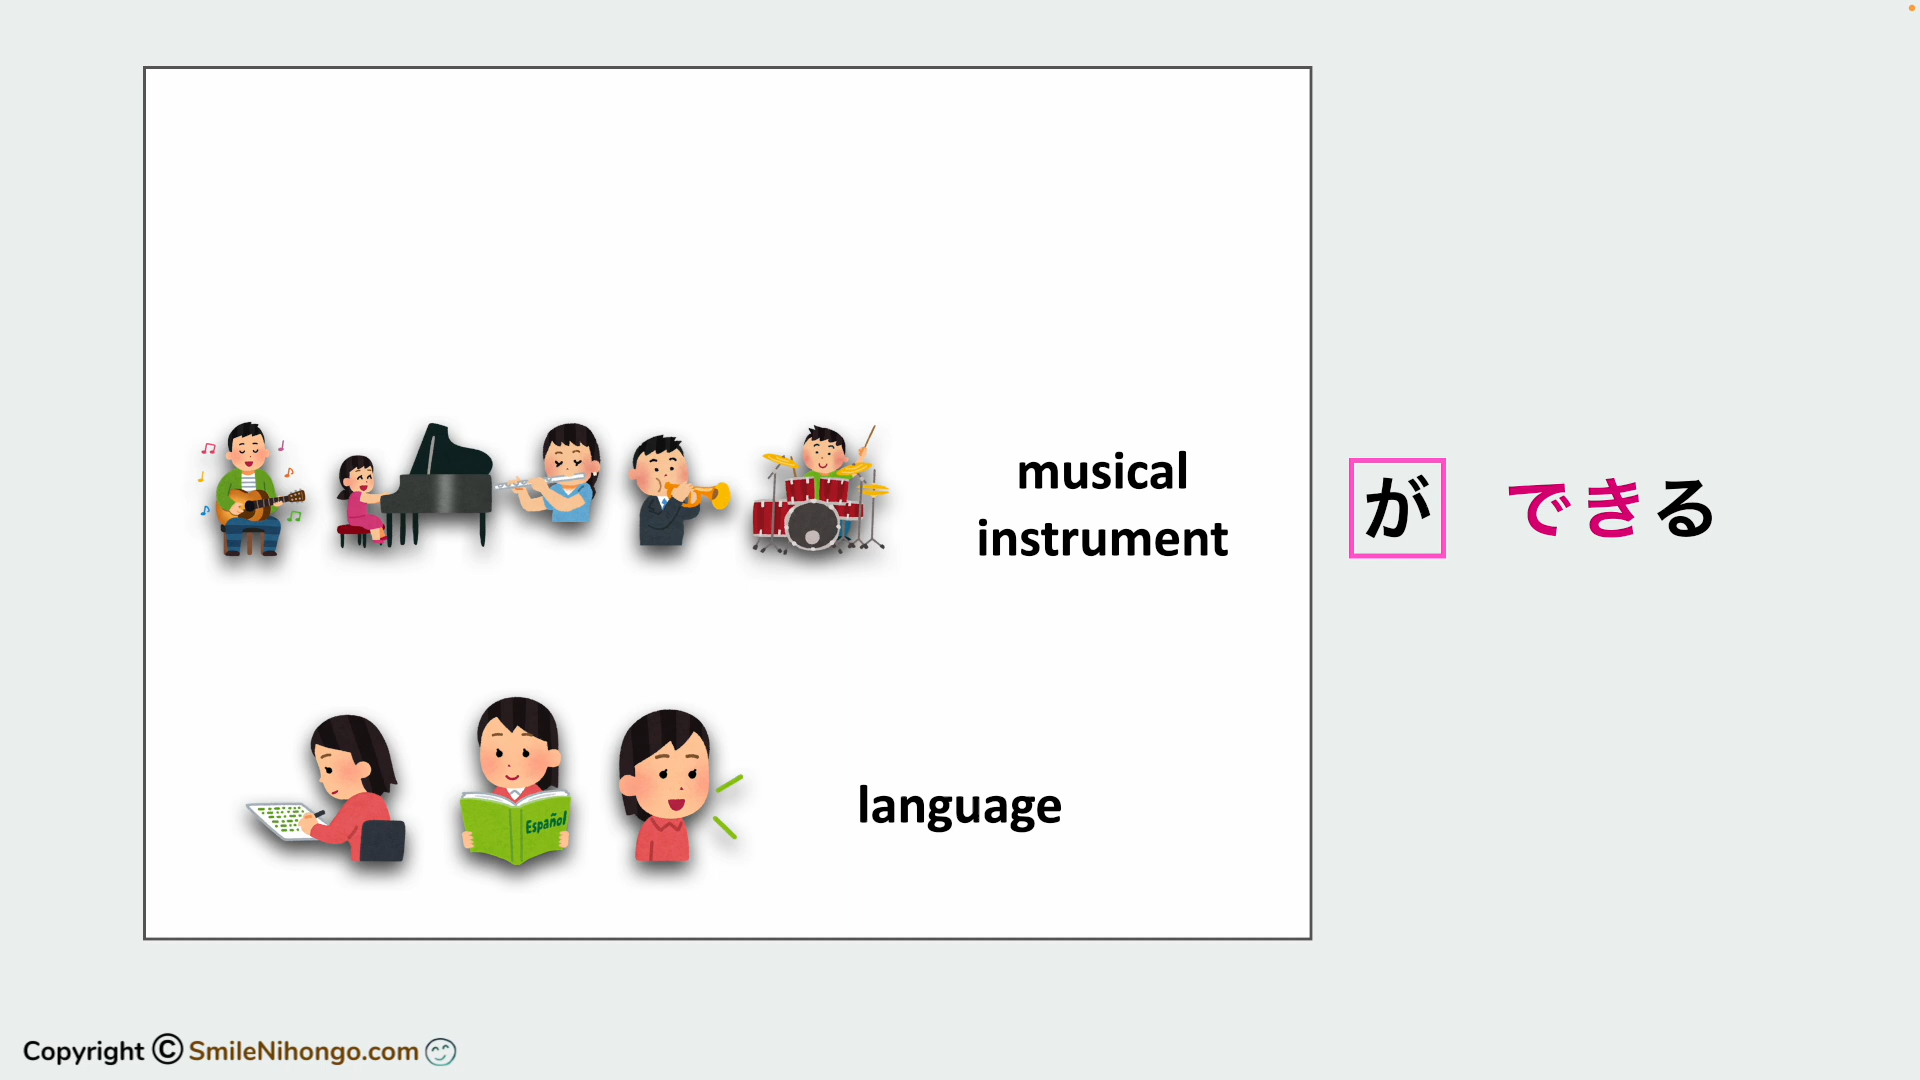 musical
instrument
が できる
Español
language
Copyright © SmileNihongo.com